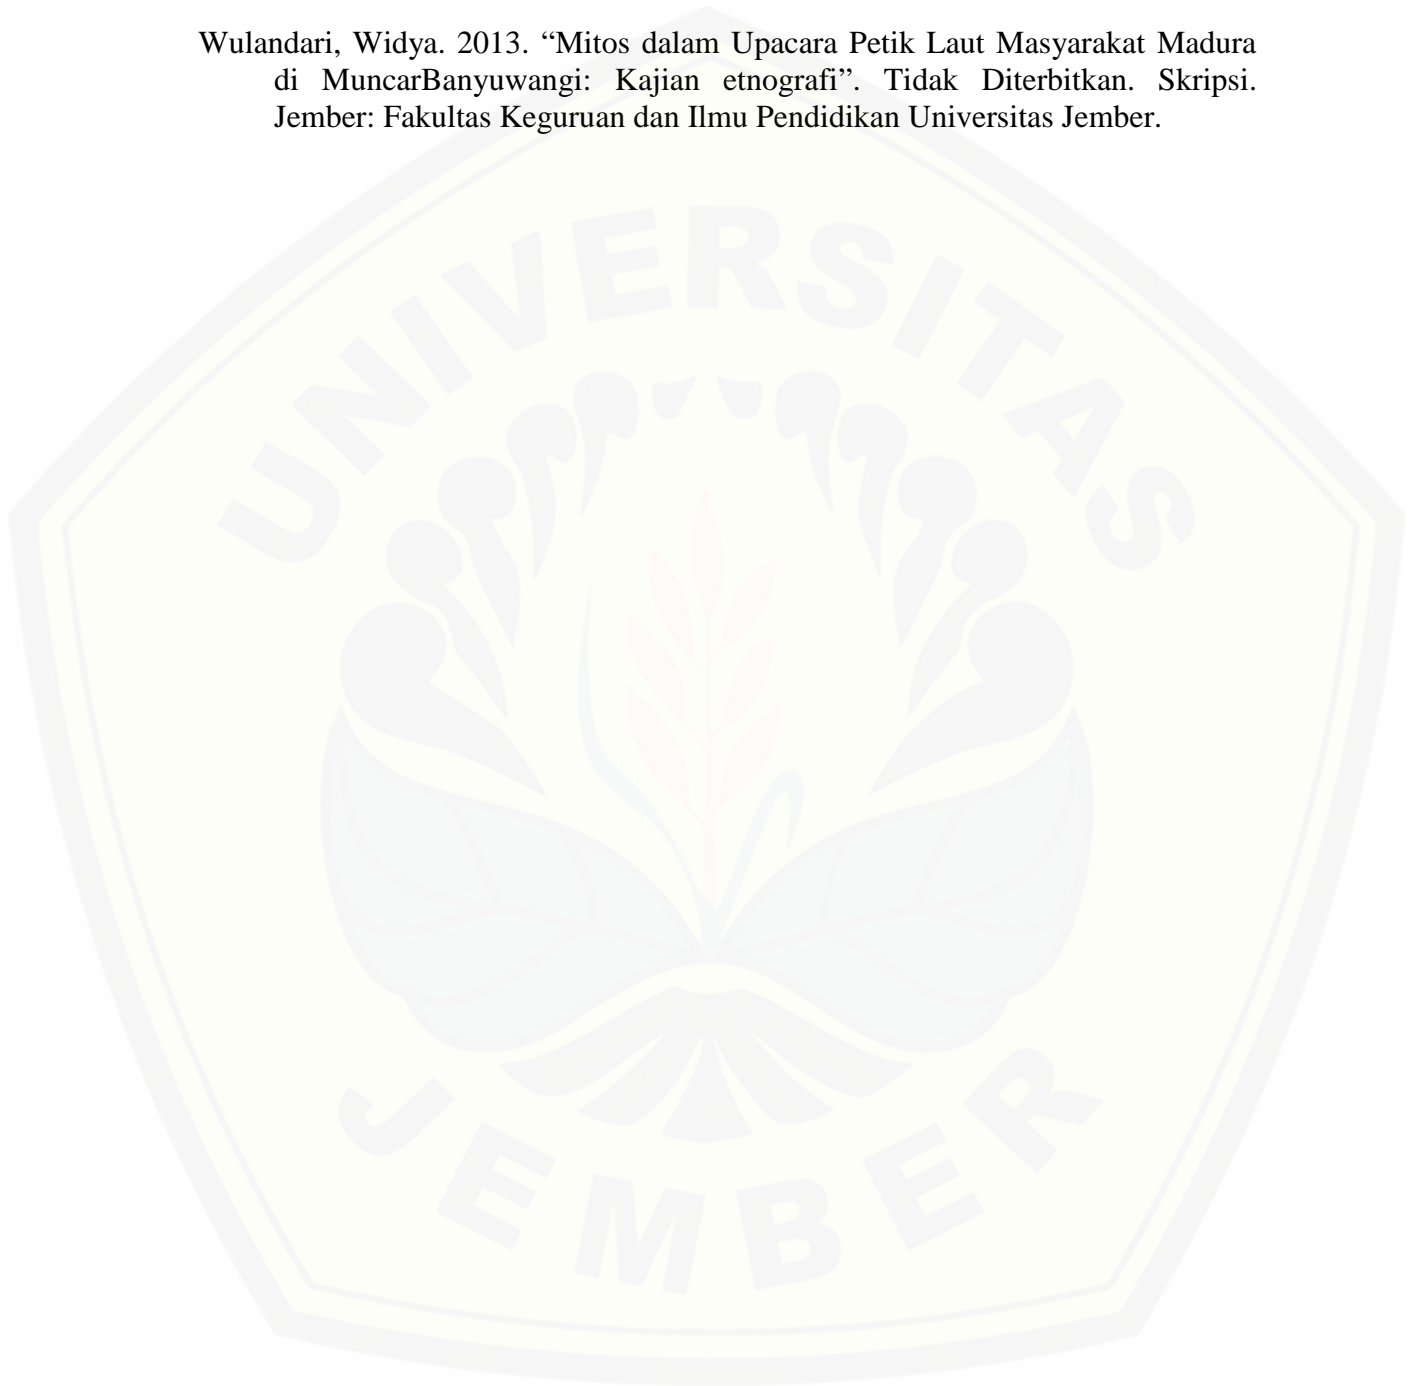 Wulandari, Widya. 2013. “Mitos dalam Upacara Petik Laut Masyarakat Madura
di MuncarBanyuwangi: Kajian etnografi”. Tidak Diterbitkan. Skripsi.
Jember: Fakultas Keguruan dan Ilmu Pendidikan Universitas Jember.
UNIVERSITAS
JEMBER